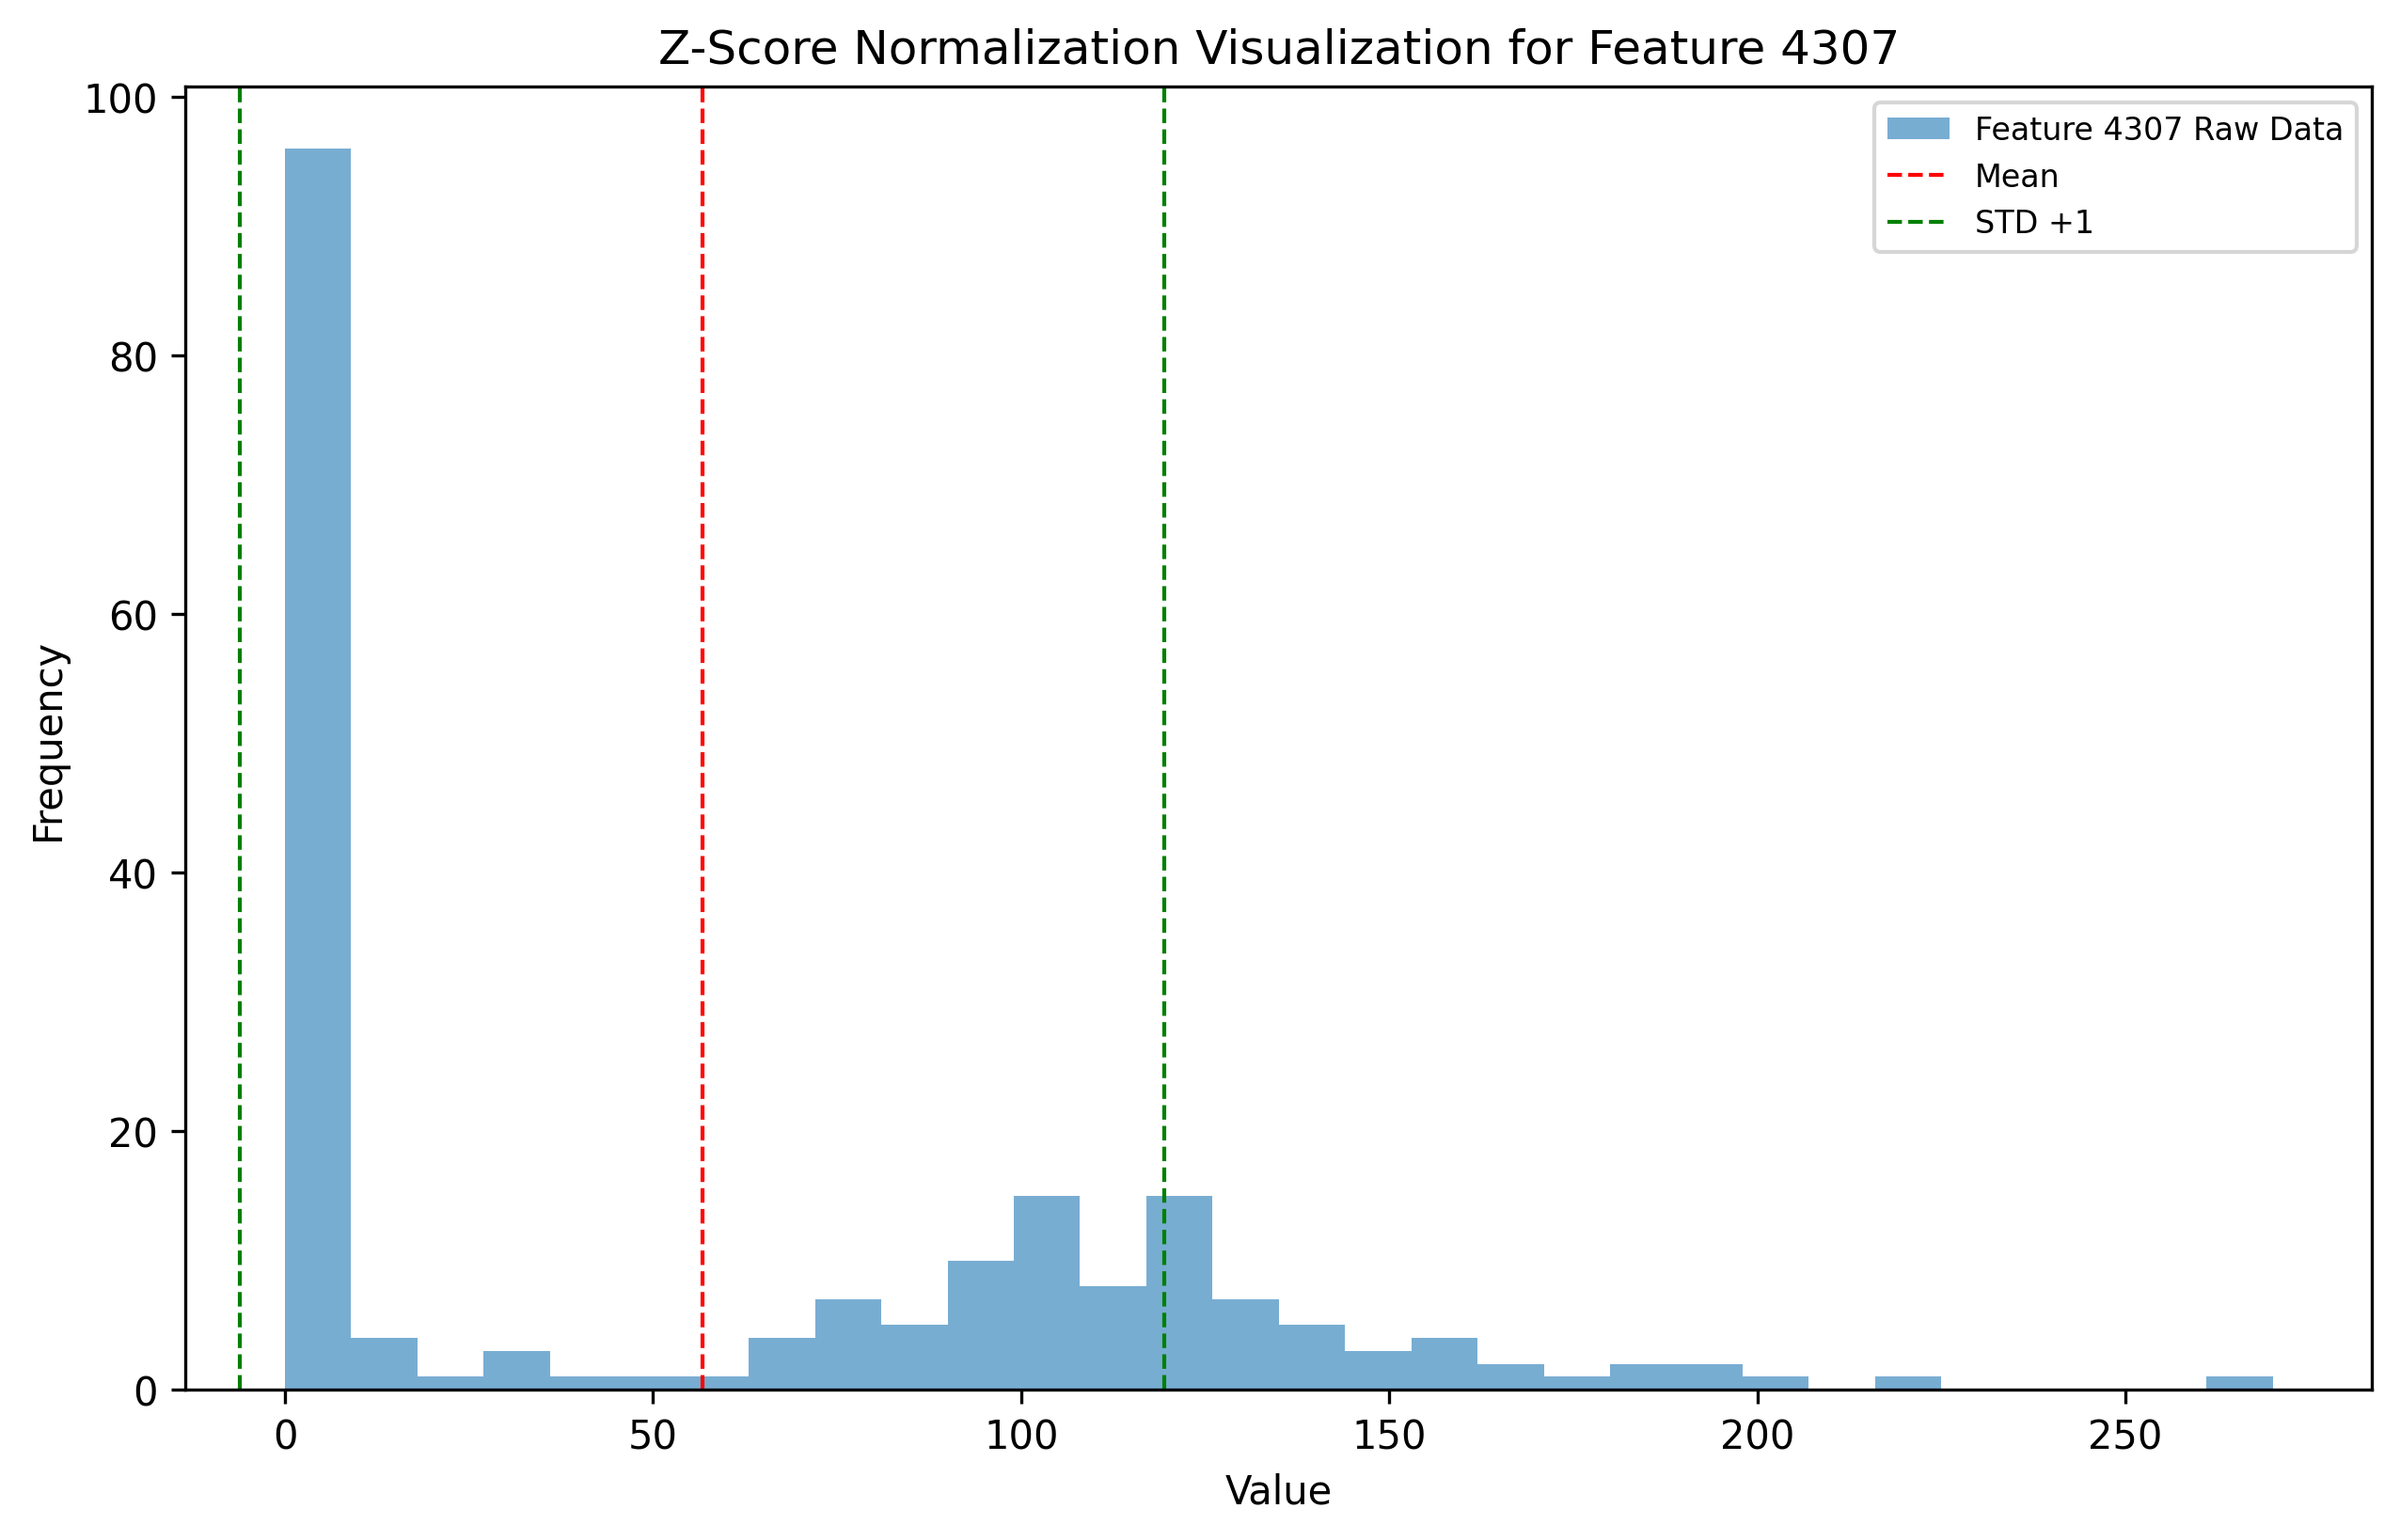 Z-Score Normalization Visualization for Feature 4307
100
80
60
40
20
0
Frequency
Feature 4307 Raw Data
Mean
STD +1
0 50 100 150 200 250
Value